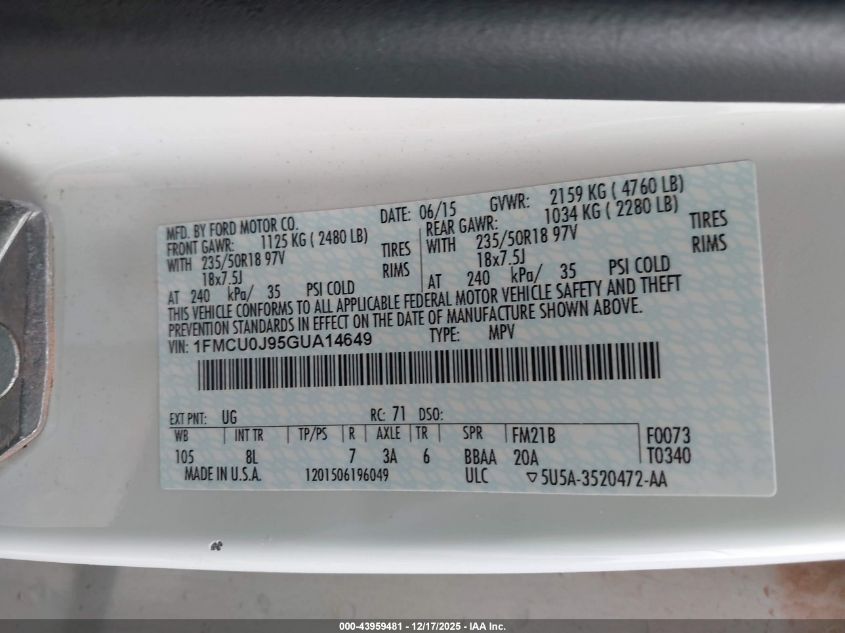 MFD. BY FORD MOTOR CO. DATE: 06/15 GVWR: 2159 KG ( 4760 LB)
FRONT GAWR: 1125 KG ( 2480 LB) REAR GAWR: 1034 KG ( 2280 LB)
WITH 235/50R18 97V TIRES WITH 235/50R18 97V TIRES
18x7.5J RIMS 18x7.5J RIMS
AT 240 kPa/ 35 PSI COLD AT 240 kPa/ 35 PSI COLD
THIS VEHICLE CONFORMS TO ALL APPLICABLE FEDERAL MOTOR VEHICLE SAFETY AND THEFT
PREVENTION STANDARDS IN EFFECT ON THE DATE OF MANUFACTURE SHOWN ABOVE.
VIN: 1FMCU0J95GUA14649 TYPE: MPV
EXT PNT: UG RC: 71 DSO:
WB INT TR TP/PS R AXLE TR SPR FM21B F0073
105 8L 7 3A 6 BBAA 20A T0340
MADE IN U.S.A. 1201506196049 ULC ▽5U5A-3520472-AA
000-43959481 - 12/17/2025 - IAA Inc.